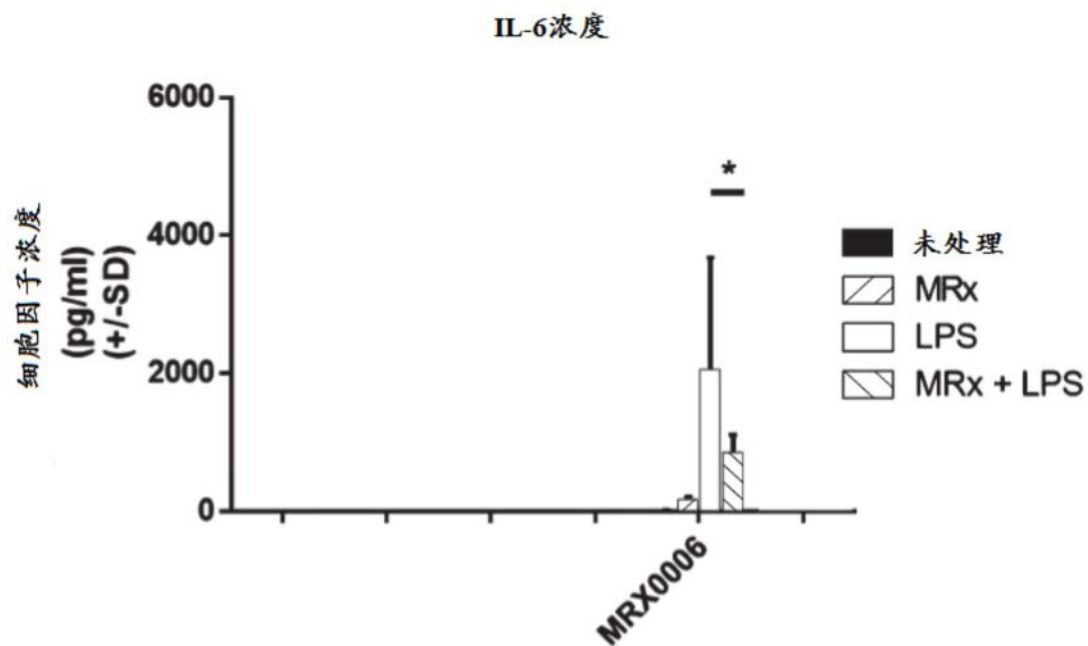 IL-6浓度
6000
4000
2000
0
细胞因子浓度
(pg/ml)
(+/-SD)
*
未处理
MRx
LPS
MRx + LPS
MRX0006